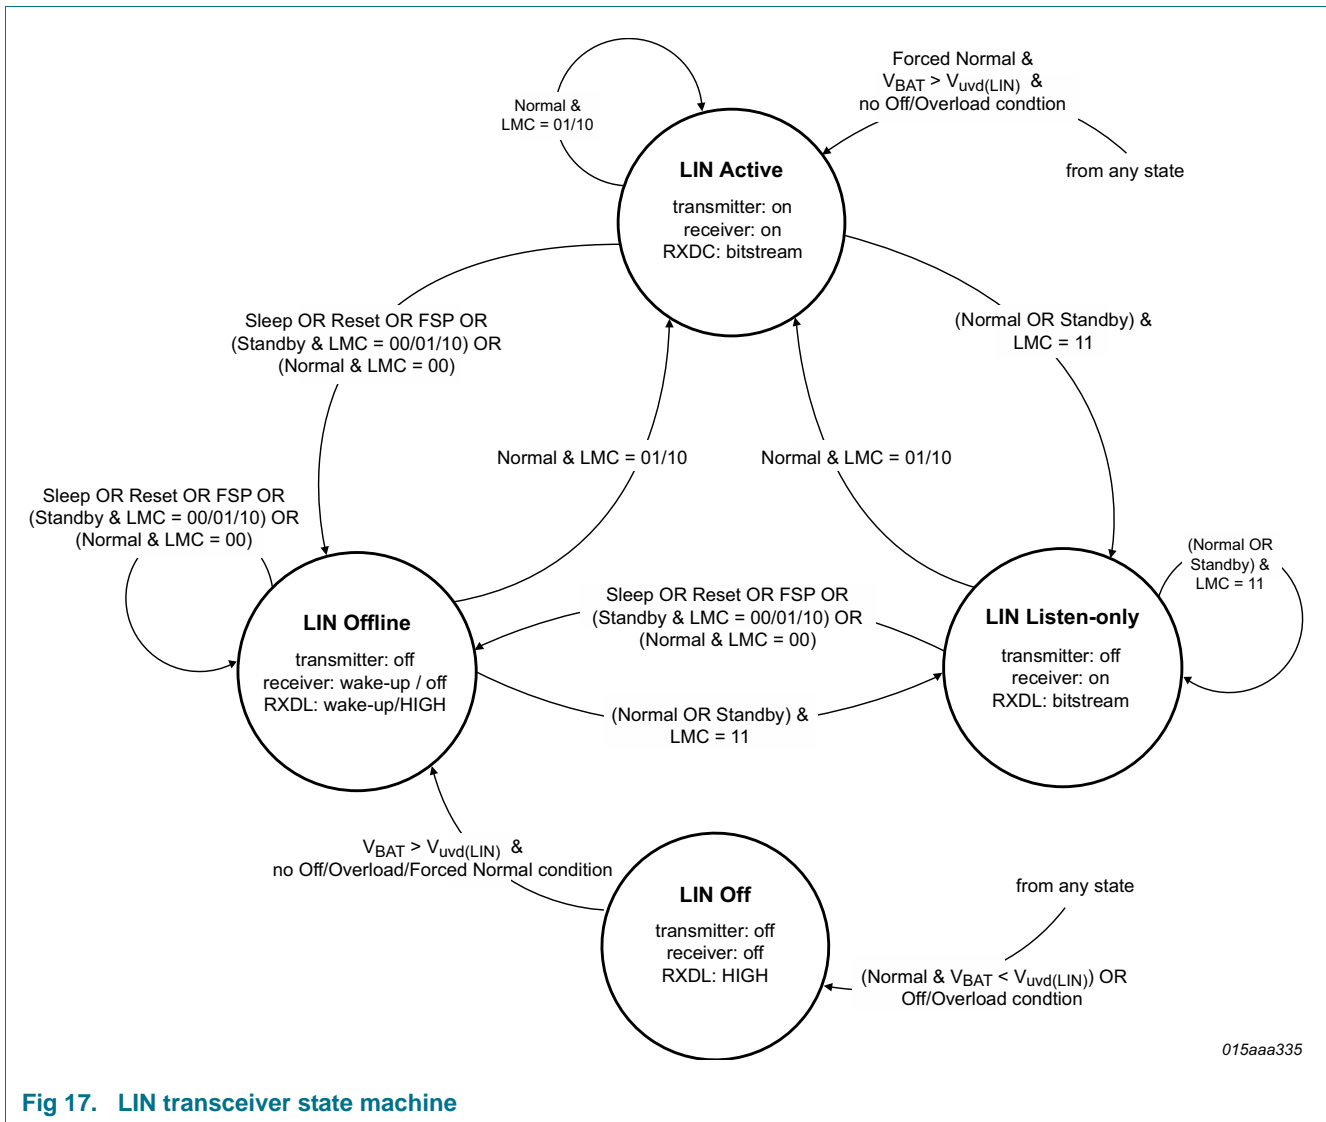 Forced Normal &
VBAT > Vuvd(LIN) &
no Off/Overload condtion
from any state
Normal &
LMC = 01/10
LIN Active
transmitter: on
receiver: on
RXDC: bitstream
Sleep OR Reset OR FSP OR
(Standby & LMC = 00/01/10) OR
(Normal & LMC = 00)
(Normal OR Standby) &
LMC = 11
Normal & LMC = 01/10
Normal & LMC = 01/10
Sleep OR Reset OR FSP OR
(Standby & LMC = 00/01/10) OR
(Normal & LMC = 00)
(Normal OR
Standby) &
LMC = 11
LIN Offline
transmitter: off
receiver: wake-up / off
RXDL: wake-up/HIGH
Sleep OR Reset OR FSP OR
(Standby & LMC = 00/01/10) OR
(Normal & LMC = 00)
LIN Listen-only
transmitter: off
receiver: on
RXDL: bitstream
(Normal OR Standby) &
LMC = 11
VBAT > Vuvd(LIN) &
no Off/Overload/Forced Normal condition
LIN Off
transmitter: off
receiver: off
RXDL: HIGH
from any state
(Normal & VBAT < Vuvd(LIN)) OR
Off/Overload condtion
015aaa335
Fig 17. LIN transceiver state machine